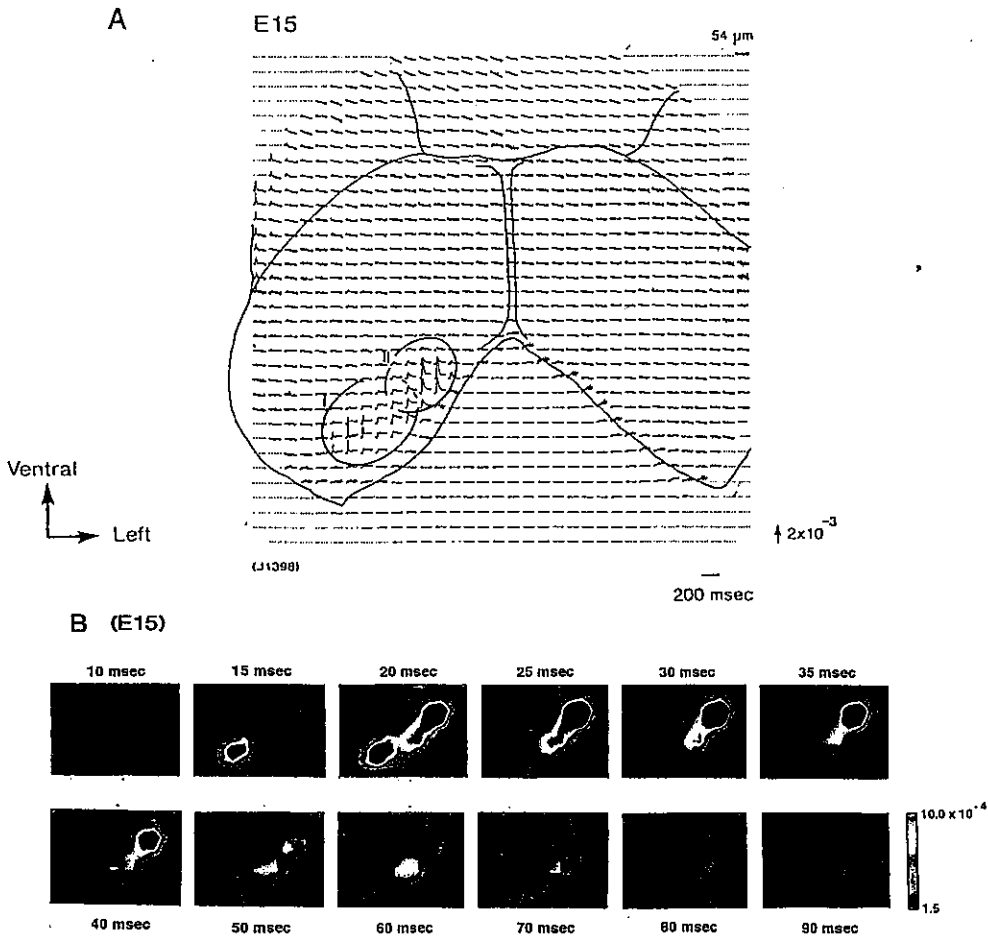 A
E15
54 µm
II
I
Ventral
Left
2x10⁻³
(J1398)
200 msec
B (E15)
10 msec 15 msec 20 msec 25 msec 30 msec 35 msec
10.0 x 10⁻⁴
1.5
40 msec 50 msec 60 msec 70 msec 80 msec 90 msec